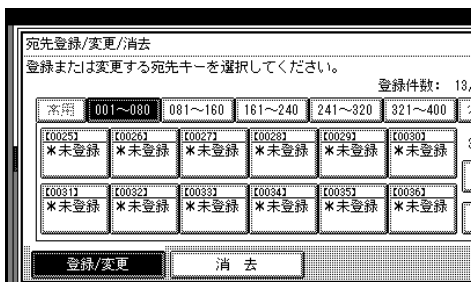 宛先登録/変更/消去
登録または変更する宛先キーを選択してください。
登録件数: 13,
常用 001～080 081～160 161～240 241～320 321～400
【0025】 【0026】 【0027】 【0028】 【0029】 【0030】
*未登録 *未登録 *未登録 *未登録 *未登録 *未登録
【0031】 【0032】 【0033】 【0034】 【0035】 【0036】
*未登録 *未登録 *未登録 *未登録 *未登録 *未登録
登録/変更 消 去